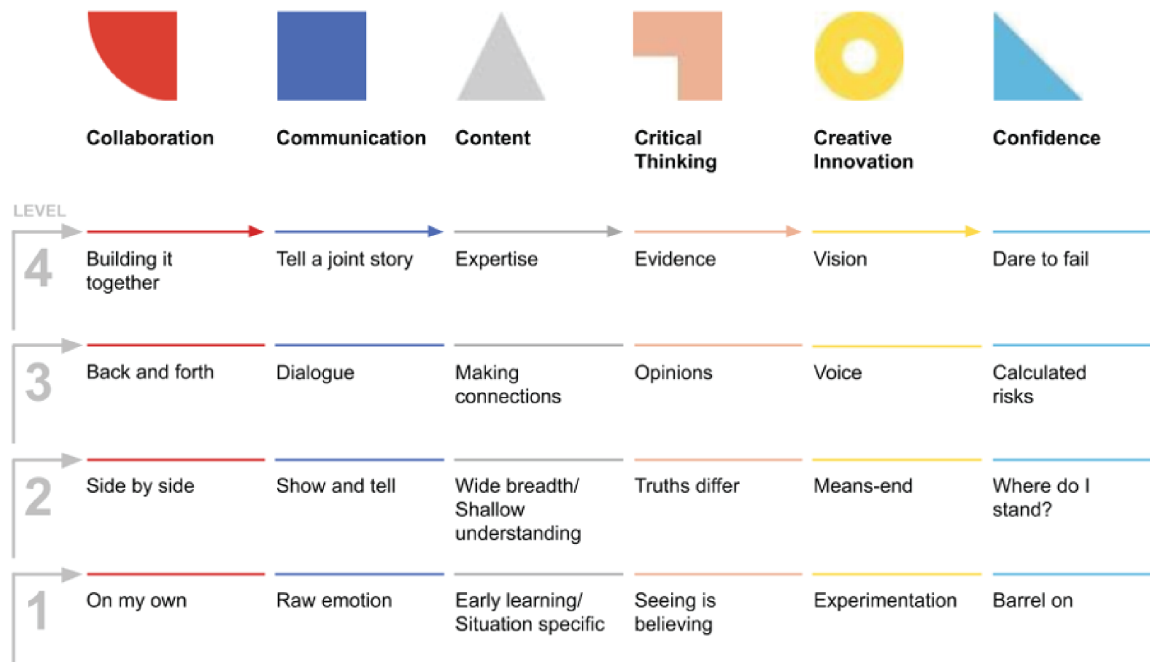 Collaboration
Communication
Content
Critical
Thinking
Creative
Innovation
Confidence
LEVEL
4
Building it
together
Tell a joint story
Expertise
Evidence
Vision
Dare to fail
3
Back and forth
Dialogue
Making
connections
Opinions
Voice
Calculated
risks
2
Side by side
Show and tell
Wide breadth/
Shallow
understanding
Truths differ
Means-end
Where do I
stand?
1
On my own
Raw emotion
Early learning/
Situation specific
Seeing is
believing
Experimentation
Barrel on